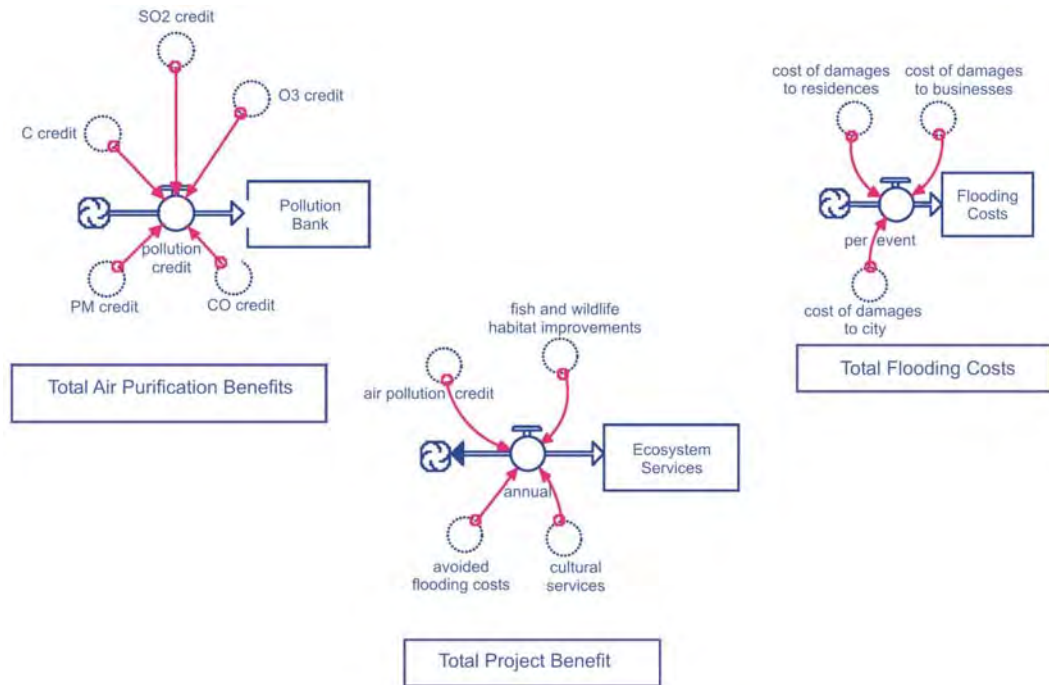 SO2 credit
O3 credit
C credit
Pollution
Bank
pollution
credit
PM credit
CO credit
Total Air Purification Benefits
cost of damages
to residences
cost of damages
to businesses
Flooding
Costs
per event
cost of damages
to city
Total Flooding Costs
fish and wildlife
habitat improvements
air pollution credit
Ecosystem
Services
annual
avoided
flooding costs
cultural
services
Total Project Benefit